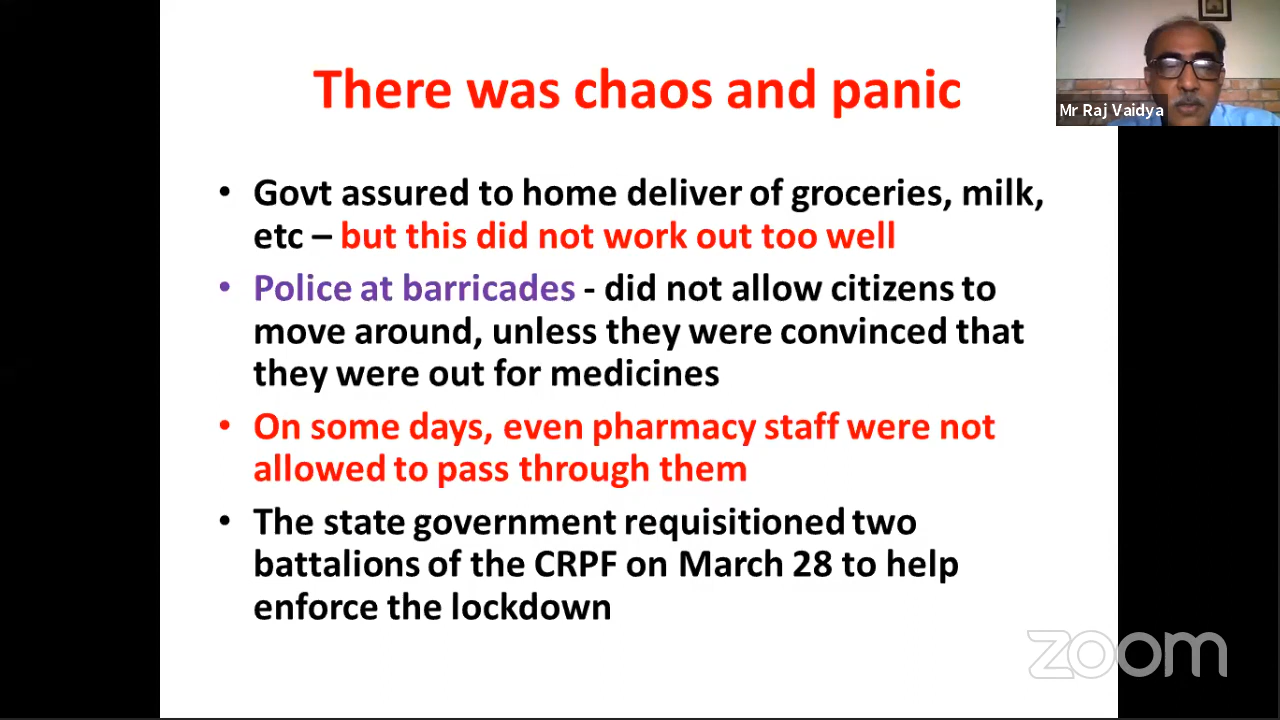 There was chaos and panic
Mr Raj Vaidya
• Govt assured to home deliver of groceries, milk,
etc – but this did not work out too well
• Police at barricades - did not allow citizens to
move around, unless they were convinced that
they were out for medicines
• On some days, even pharmacy staff were not
allowed to pass through them
• The state government requisitioned two
battalions of the CRPF on March 28 to help
enforce the lockdown
zoom